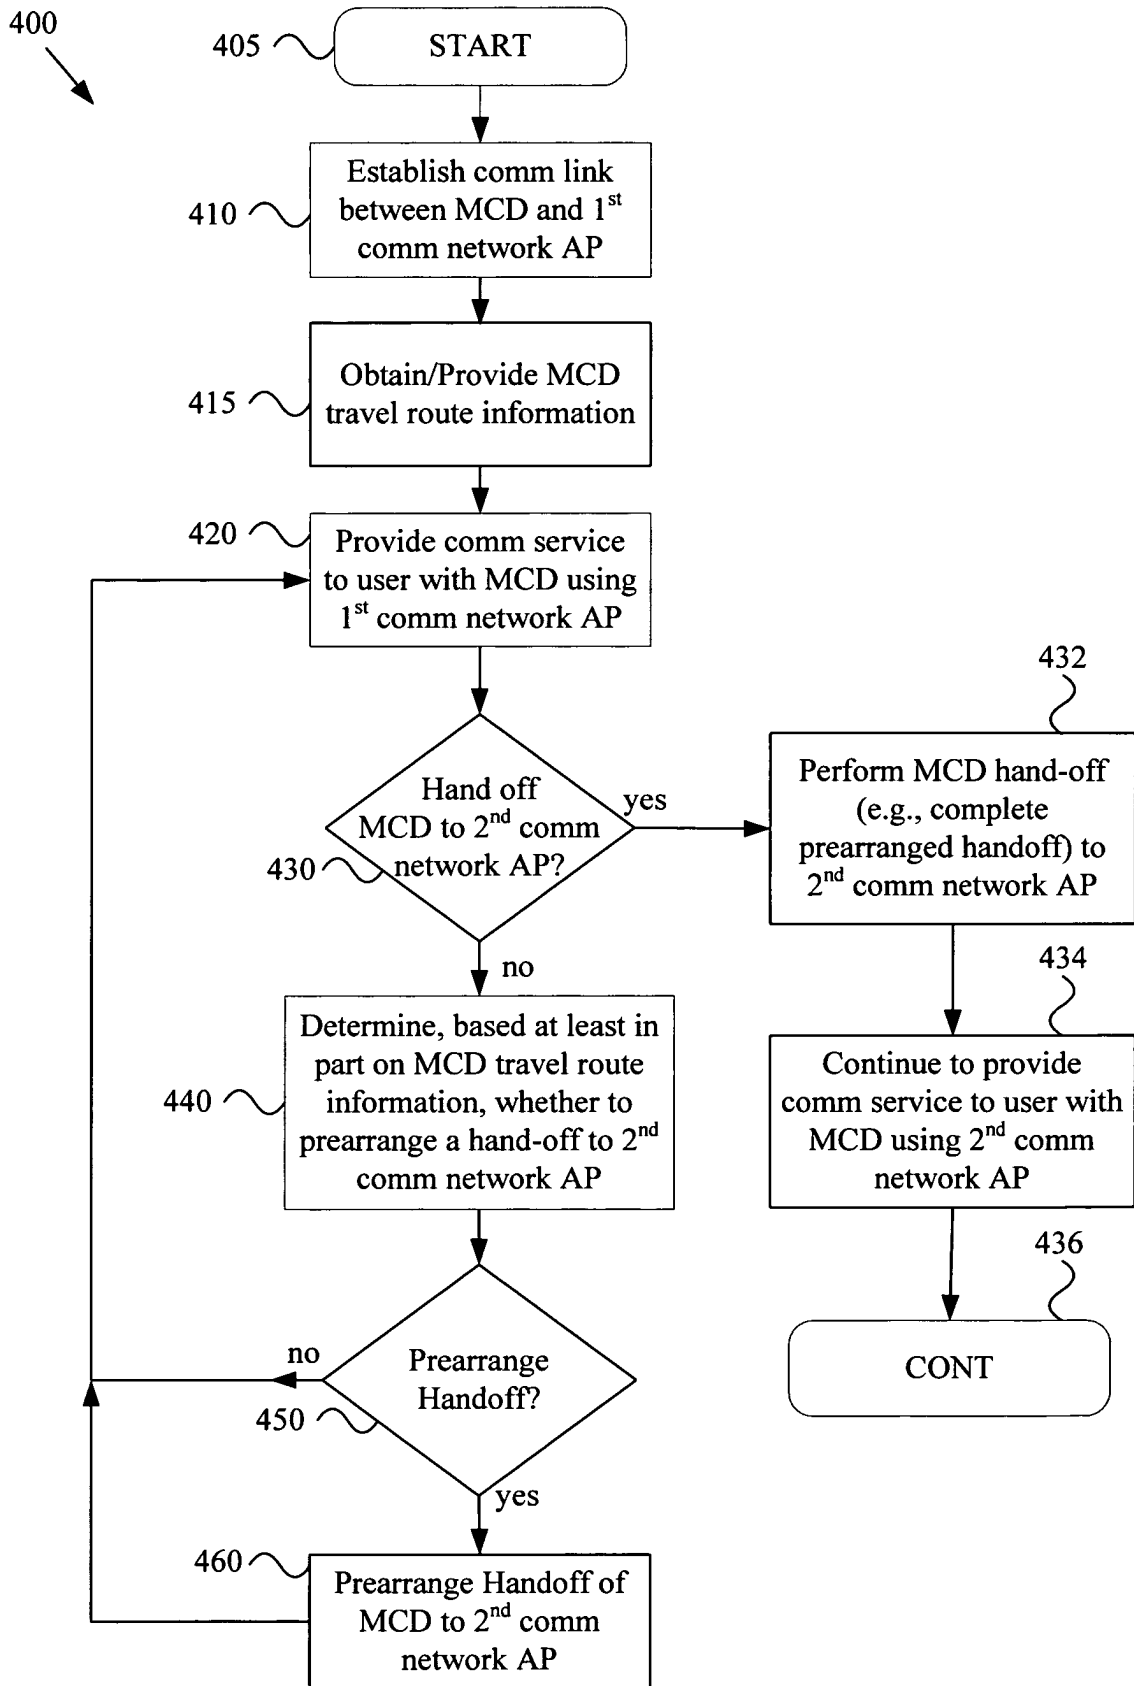 400
405
START
410
Establish comm link
between MCD and 1st
comm network AP
415
Obtain/Provide MCD
travel route information
420
Provide comm service
to user with MCD using
1st comm network AP
430
Hand off
MCD to 2nd comm
network AP?
yes
no
432
Perform MCD hand-off
(e.g., complete
prearranged handoff) to
2nd comm network AP
434
Continue to provide
comm service to user with
MCD using 2nd comm
network AP
436
CONT
440
Determine, based at least in
part on MCD travel route
information, whether to
prearrange a hand-off to 2nd
comm network AP
450
Prearrange
Handoff?
no
yes
460
Prearrange Handoff of
MCD to 2nd comm
network AP